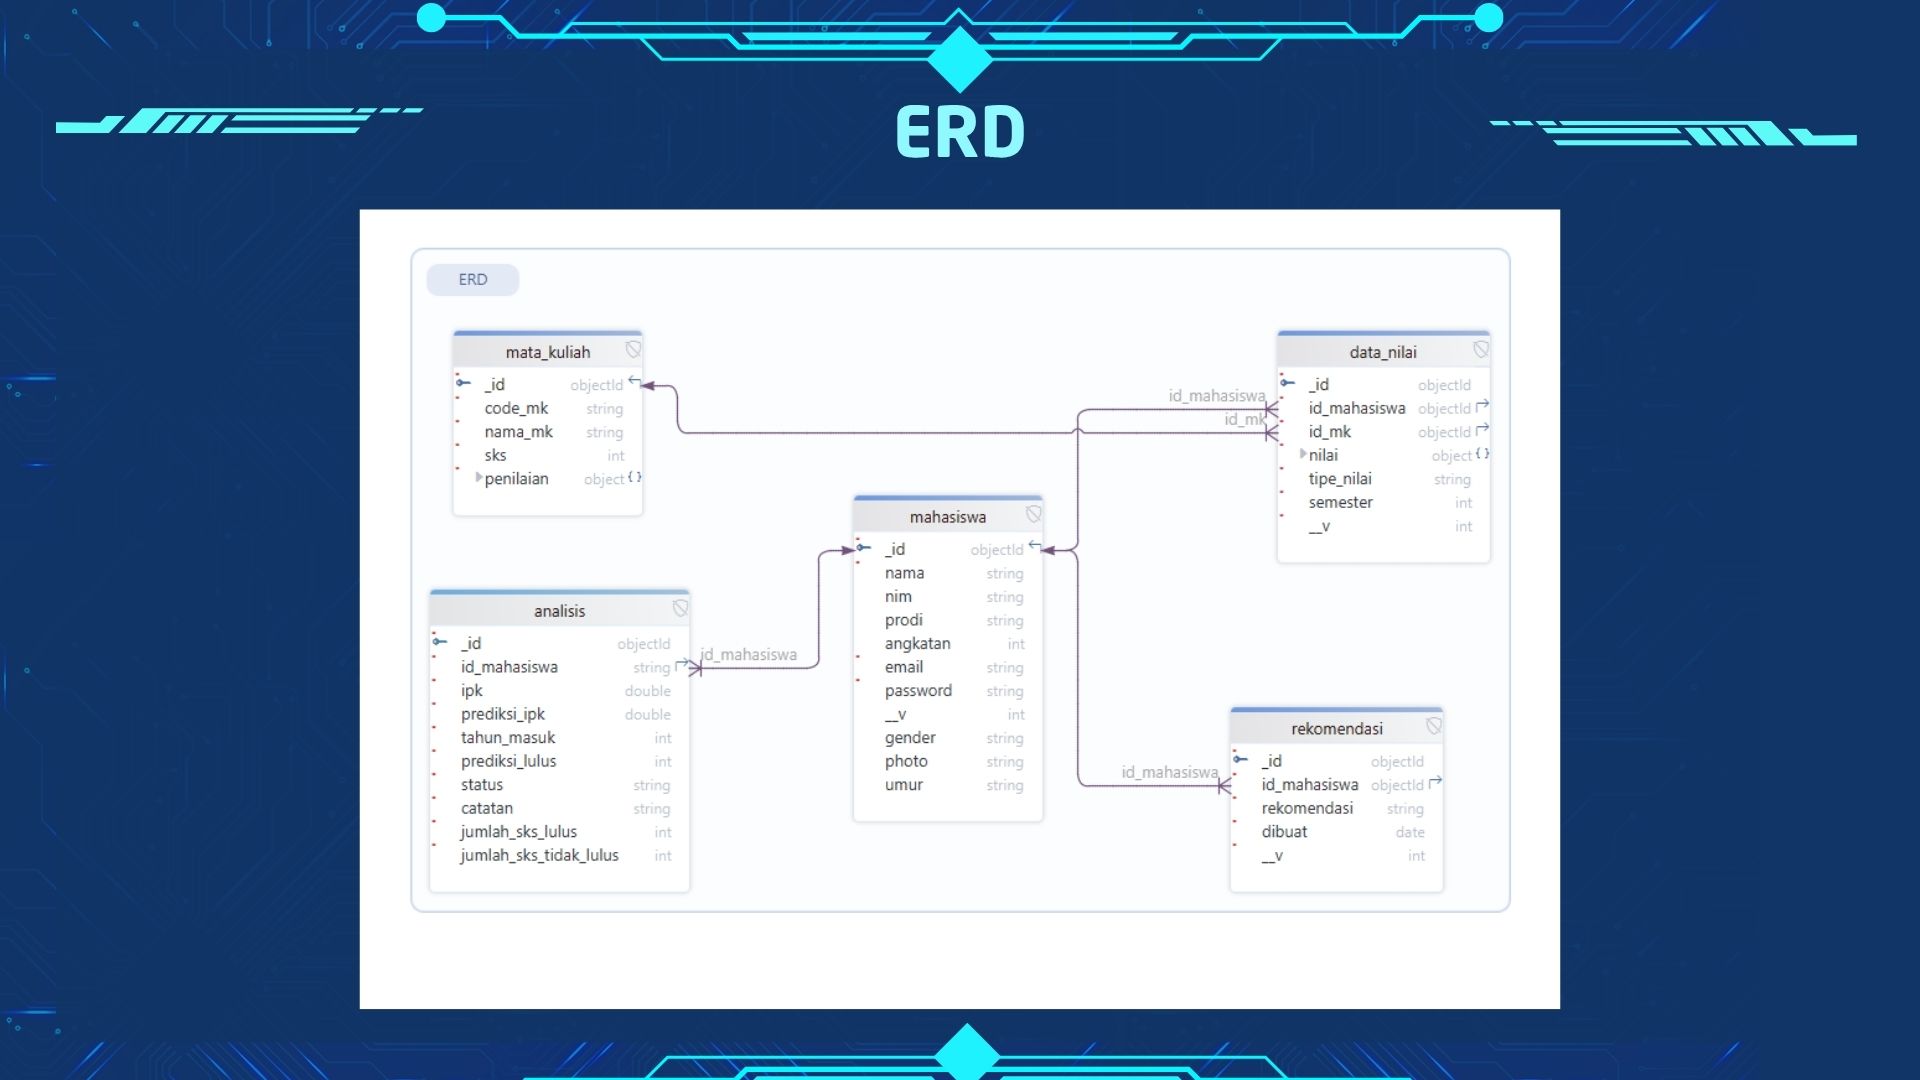 ERD
ERD
mata_kuliah
_id objectId
code_mk string
nama_mk string
sks int
penilaian object { }
data_nilai
_id objectId
id_mahasiswa objectId
id_mk objectId
nilai object { }
tipe_nilai string
semester int
__v int
id_mahasiswa
id_mk
mahasiswa
_id objectId
nama string
nim string
prodi string
angkatan int
email string
password string
__v int
gender string
photo string
umur string
analisis
_id objectId
id_mahasiswa string
ipk double
prediksi_ipk double
tahun_masuk int
prediksi_lulus int
status string
catatan string
jumlah_sks_lulus int
jumlah_sks_tidak_lulus int
id_mahasiswa
rekomendasi
_id objectId
id_mahasiswa objectId
rekomendasi string
dibuat date
__v int
id_mahasiswa